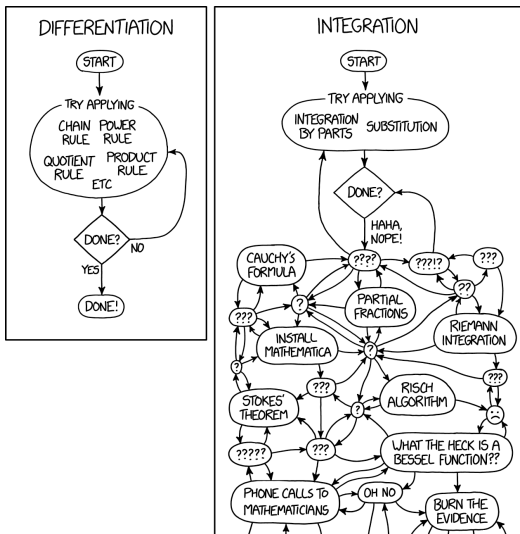 DIFFERENTIATION
START
TRY APPLYING
CHAIN RULE
POWER RULE
QUOTIENT RULE
PRODUCT RULE
ETC
DONE?
NO
YES
DONE!
INTEGRATION
START
TRY APPLYING
INTEGRATION BY PARTS
SUBSTITUTION
DONE?
HAHA,
NOPE!
CAUCHY'S
FORMULA
????
???!?
???
??
???
?
PARTIAL
FRACTIONS
RIEMANN
INTEGRATION
INSTALL
MATHEMATICA
?
?
???
???
STOKES'
THEOREM
?
RISCH
ALGORITHM
?????
???
WHAT THE HECK IS A
BESSEL FUNCTION??
PHONE CALLS TO
MATHEMATICIANS
OH NO
BURN THE
EVIDENCE